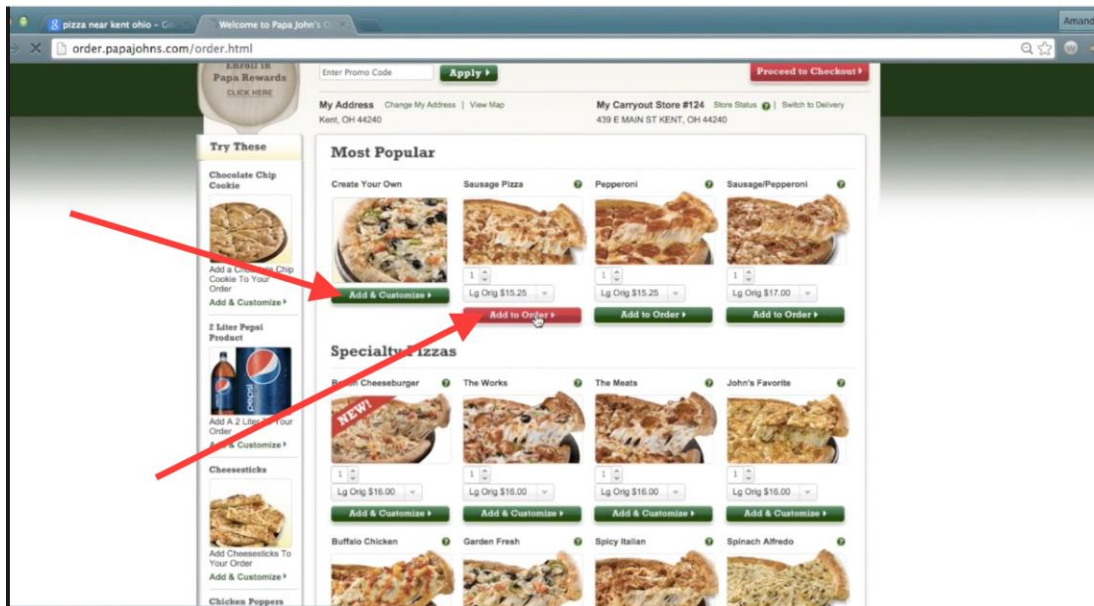 pizza near kent ohio - Go
Welcome to Papa John's O
Amand
order.papajohns.com/order.html
Enroll in
Papa Rewards
CLICK HERE
Enter Promo Code
Apply
Proceed to Checkout
My Address Change My Address | View Map
Kent, OH 44240
My Carryout Store #124 Store Status | Switch to Delivery
439 E MAIN ST KENT, OH 44240
Try These
Chocolate Chip
Cookie
Add a Chocolate Chip
Cookie To Your
Order
Add & Customize
2 Liter Pepsi
Product
pepsi
Add A 2 Liter To Your
Order
Add & Customize
Cheesesticks
Add Cheesesticks To
Your Order
Add & Customize
Chicken Poppers
Most Popular
Create Your Own
Sausage Pizza
Pepperoni
Sausage/Pepperoni
1
1
1
Lg Orig $15.25
Lg Orig $15.25
Lg Orig $17.00
Add & Customize
Add to Order
Add to Order
Add to Order
Specialty Pizzas
Bacon Cheeseburger
The Works
The Meats
John's Favorite
NEW!
1
1
1
1
Lg Orig $16.00
Lg Orig $16.00
Lg Orig $16.00
Lg Orig $16.00
Add & Customize
Add & Customize
Add & Customize
Add & Customize
Buffalo Chicken
Garden Fresh
Spicy Italian
Spinach Alfredo